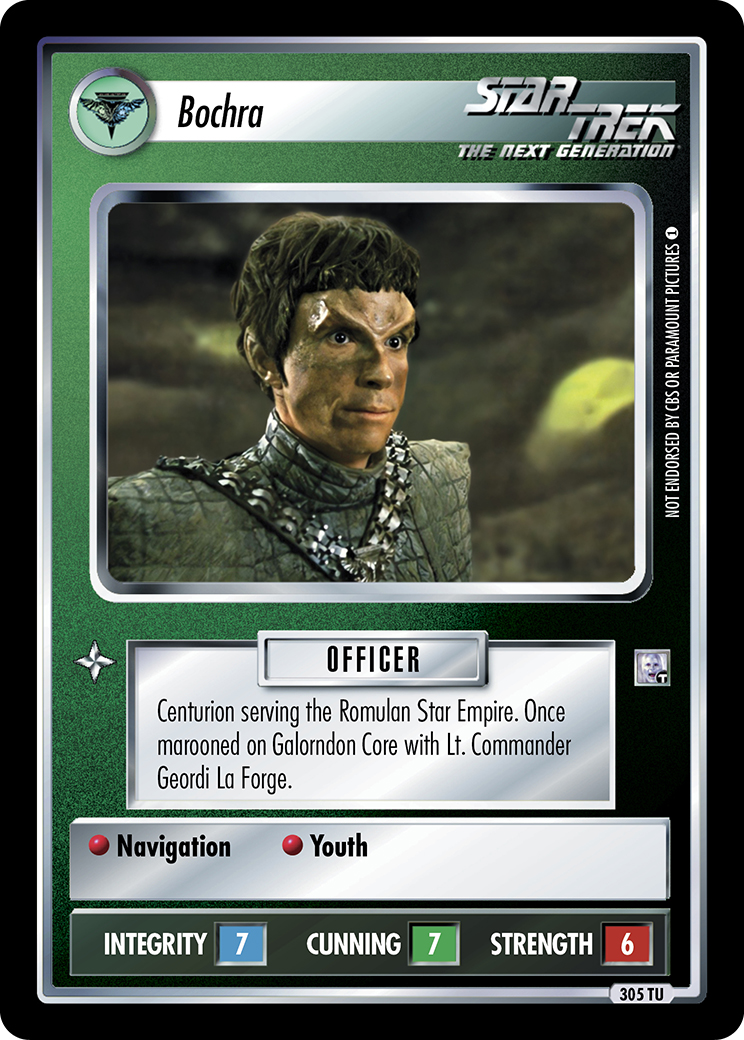 Bochra
STAR TREK
THE NEXT GENERATION
NOT ENDORSED BY CBS OR PARAMOUNT PICTURES 1
OFFICER
Centurion serving the Romulan Star Empire. Once
marooned on Galorndon Core with Lt. Commander
Geordi La Forge.
T
Navigation Youth
INTEGRITY 7 CUNNING 7 STRENGTH 6
305 TU